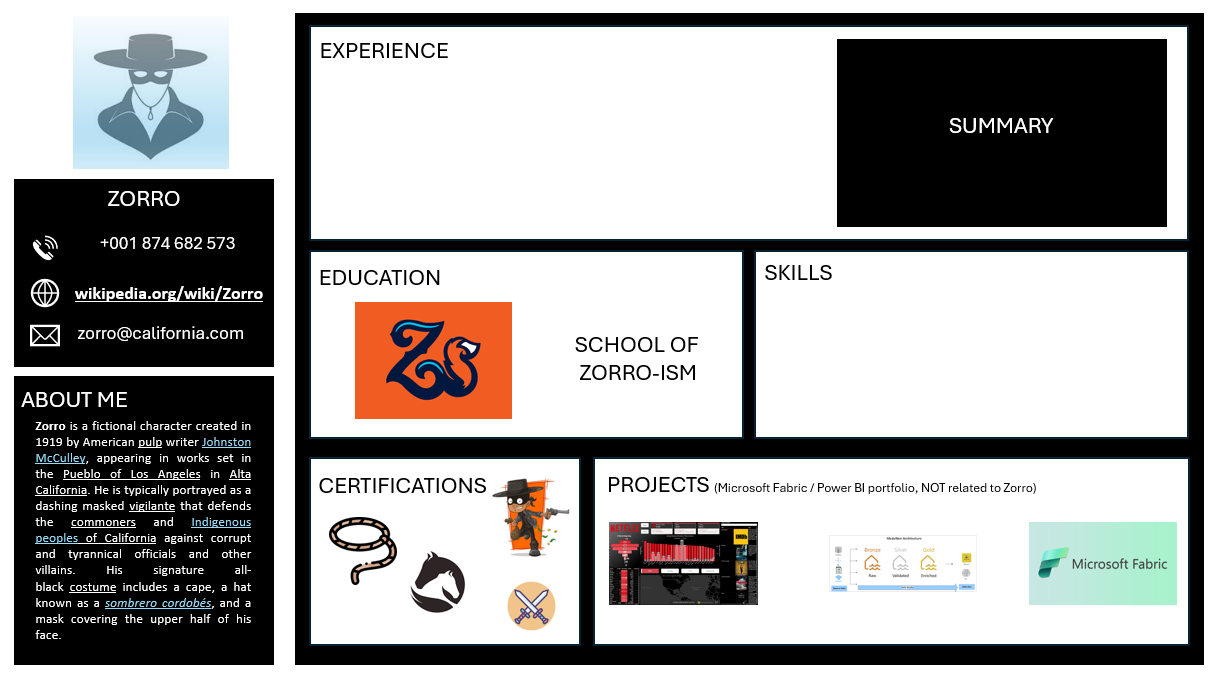 ZORRO
+001 874 682 573
wikipedia.org/wiki/Zorro
zorro@california.com
ABOUT ME
Zorro is a fictional character created in
1919 by American pulp writer Johnston
McCulley, appearing in works set in
the Pueblo of Los Angeles in Alta
California. He is typically portrayed as a
dashing masked vigilante that defends
the commoners and Indigenous
peoples of California against corrupt
and tyrannical officials and other
villains. His signature all-
black costume includes a cape, a hat
known as a sombrero cordobés, and a
mask covering the upper half of his
face.
EXPERIENCE
SUMMARY
EDUCATION
SCHOOL OF
ZORRO-ISM
SKILLS
CERTIFICATIONS
PROJECTS (Microsoft Fabric / Power BI portfolio, NOT related to Zorro)
Medallion Architecture
Bronze Silver Gold
Raw Validated Enriched
Microsoft Fabric